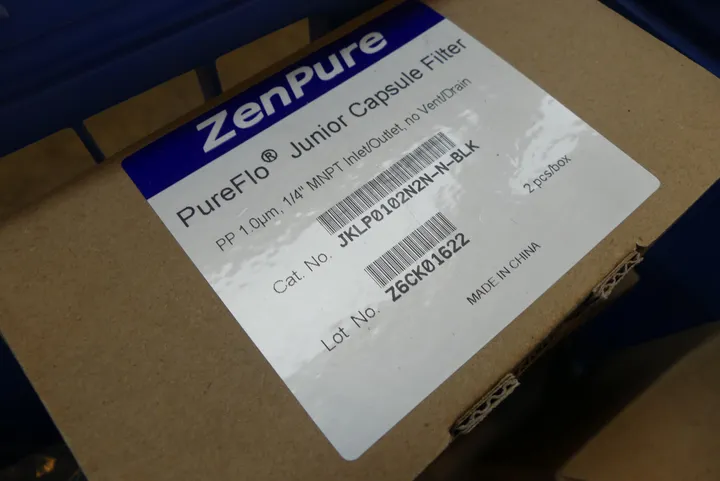 ZenPure
PureFlo® Junior Capsule Filter
PP 1.0µm, 1/4" MNPT Inlet/Outlet, no Vent/Drain
Cat. No. JKLP0102N2N-N-BLK
2 pcs/box
Lot No. Z6CK01622
MADE IN CHINA